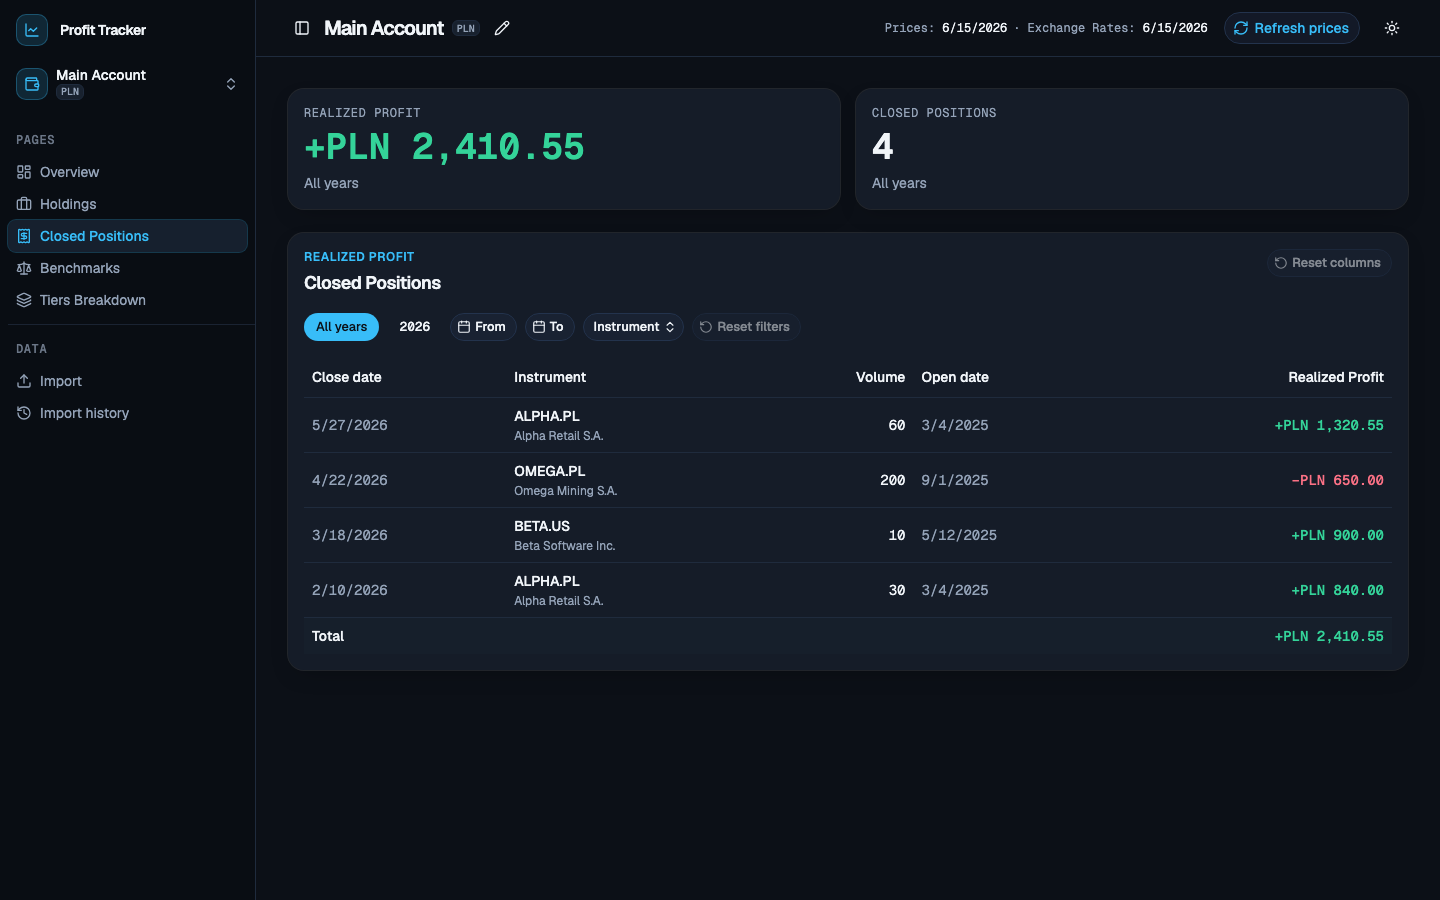 Profit Tracker
Main Account
PLN
PAGES
Overview
Holdings
Closed Positions
Benchmarks
Tiers Breakdown
DATA
Import
Import history
Main Account PLN
Prices: 6/15/2026 · Exchange Rates: 6/15/2026 Refresh prices
REALIZED PROFIT
+PLN 2,410.55
All years
CLOSED POSITIONS
4
All years
REALIZED PROFIT
Closed Positions
Reset columns
All years 2026 From To Instrument Reset filters
Close date Instrument Volume Open date Realized Profit
5/27/2026 ALPHA.PL 60 3/4/2025 +PLN 1,320.55
Alpha Retail S.A.
4/22/2026 OMEGA.PL 200 9/1/2025 −PLN 650.00
Omega Mining S.A.
3/18/2026 BETA.US 10 5/12/2025 +PLN 900.00
Beta Software Inc.
2/10/2026 ALPHA.PL 30 3/4/2025 +PLN 840.00
Alpha Retail S.A.
Total +PLN 2,410.55